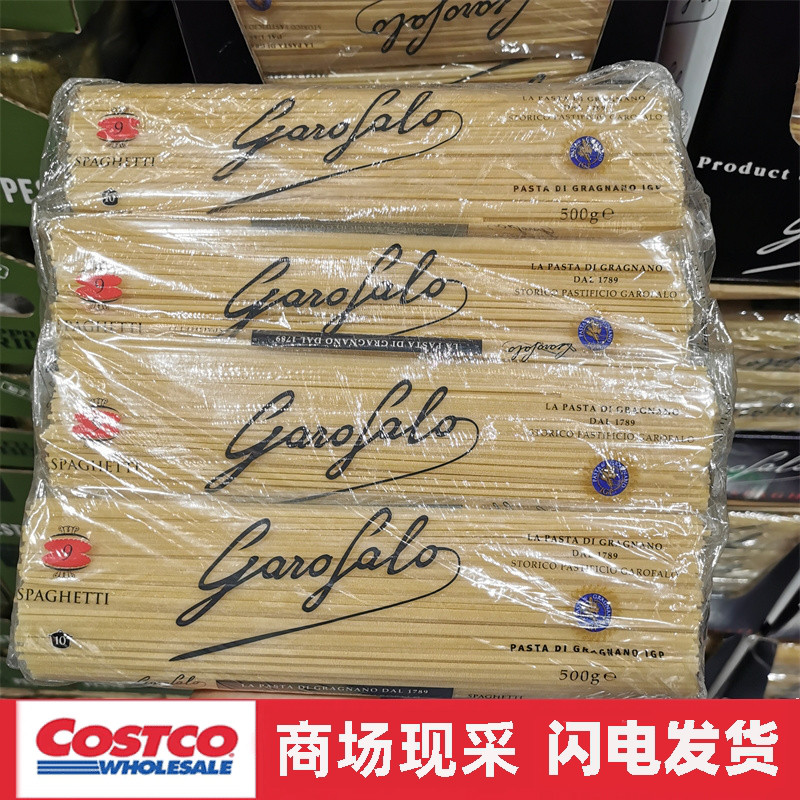 Garofalo
9
SPAGHETTI
10
LA PASTA DI GRAGNANO
DAL 1789
STORICO PASTIFICIO GAROFALO
PASTA DI GRAGNANO IGP
500g℮
Product
Garofalo
9
SPAGHETTI
LA PASTA DI GRAGNANO
DAL 1789
STORICO PASTIFICIO GAROFALO
LA PASTA DI GRAGNANO DAL 1789
Garofalo
Garofalo
SPAGHETTI
LA PASTA DI GRAGNANO
DAL 1789
STORICO PASTIFICIO GAROFALO
Garofalo
9
SPAGHETTI
10
LA PASTA DI GRAGNANO
DAL 1789
STORICO PASTIFICIO GAROFALO
PASTA DI GRAGNANO IGP
500g℮
Garofalo
LA PASTA DI GRAGNANO DAL 1789
SPAGHETTI
COSTCO
WHOLESALE
商场现采 闪电发货